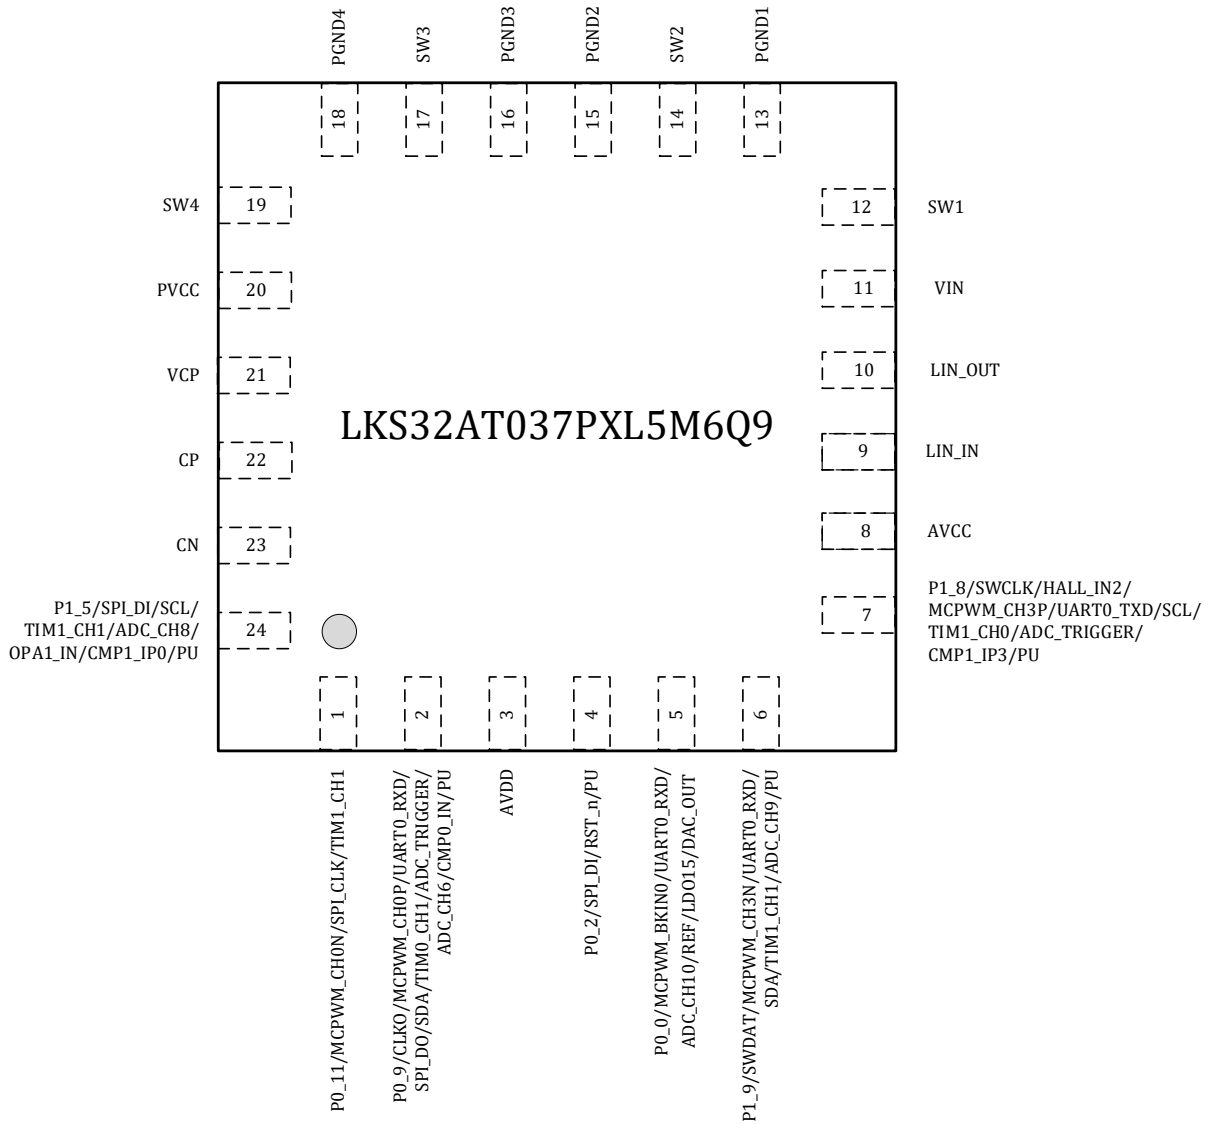 PGND4
SW3
PGND3
PGND2
SW2
PGND1
18
17
16
15
14
13
SW4
19
12
SW1
PVCC
20
11
VIN
VCP
21
10
LIN_OUT
LKS32AT037PXL5M6Q9
CP
22
9
LIN_IN
CN
23
8
AVCC
P1_5/SPI_DI/SCL/
TIM1_CH1/ADC_CH8/
OPA1_IN/CMP1_IP0/PU
24
7
P1_8/SWCLK/HALL_IN2/
MCPWM_CH3P/UART0_TXD/SCL/
TIM1_CH0/ADC_TRIGGER/
CMP1_IP3/PU
1
2
3
4
5
6
P0_11/MCPWM_CH0N/SPI_CLK/TIM1_CH1
P0_9/CLKO/MCPWM_CH0P/UART0_RXD/
SPI_DO/SDA/TIM0_CH1/ADC_TRIGGER/
ADC_CH6/CMP0_IN/PU
AVDD
P0_2/SPI_DI/RST_n/PU
P0_0/MCPWM_BKIN0/UART0_RXD/
ADC_CH10/REF/LDO15/DAC_OUT
P1_9/SWDAT/MCPWM_CH3N/UART0_RXD/
SDA/TIM1_CH1/ADC_CH9/PU